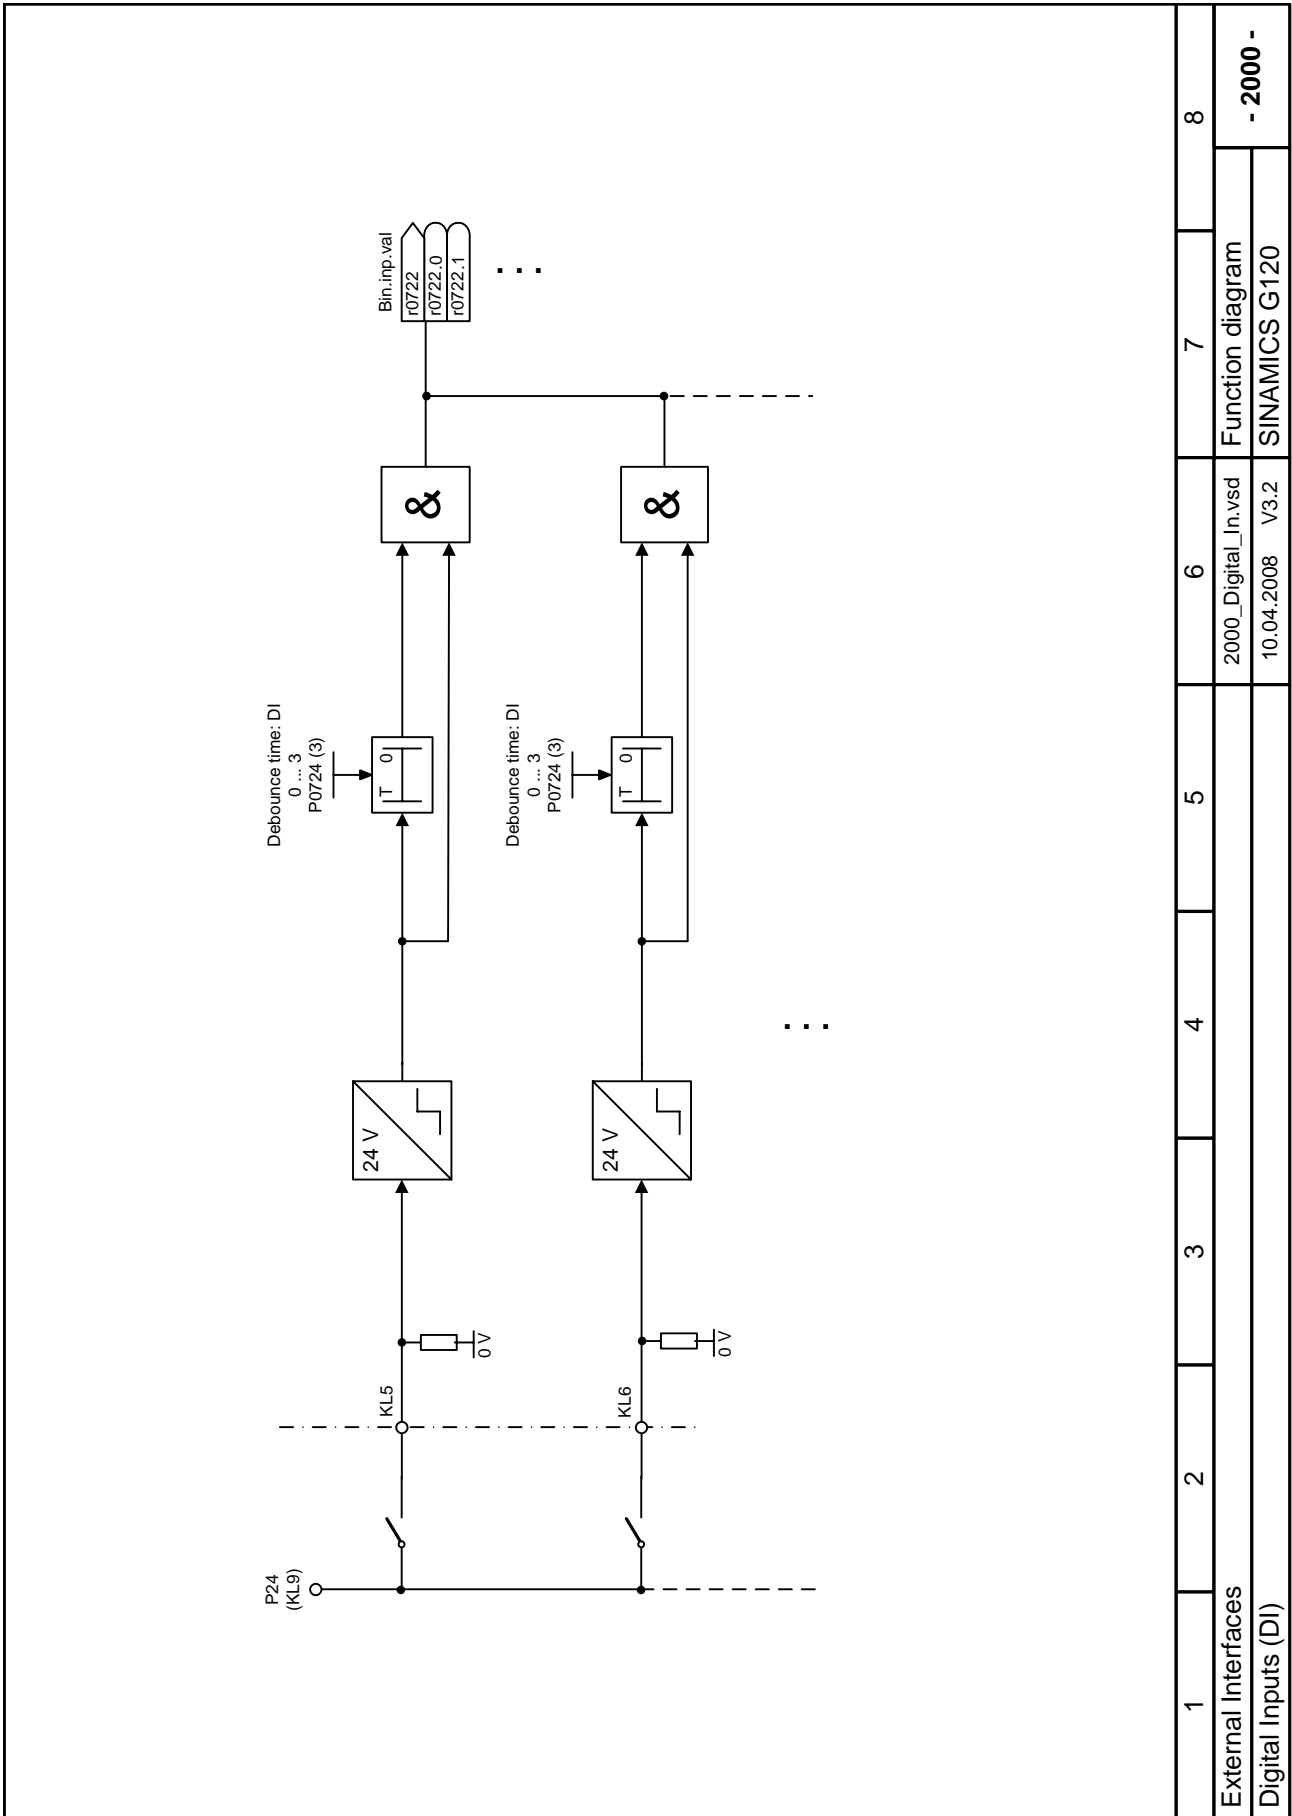 P24
(KL9)
KL5
0 V
24 V
Debounce time: DI
0 ... 3
P0724 (3)
T 0
&
Bin.inp.val
r0722
r0722.0
r0722.1
. . .
KL6
0 V
24 V
Debounce time: DI
0 ... 3
P0724 (3)
T 0
&
. . .
1 2 3 4 5 6 7 8
External Interfaces 2000_Digital_In.vsd Function diagram
- 2000 -
Digital Inputs (DI) 10.04.2008 V3.2 SINAMICS G120